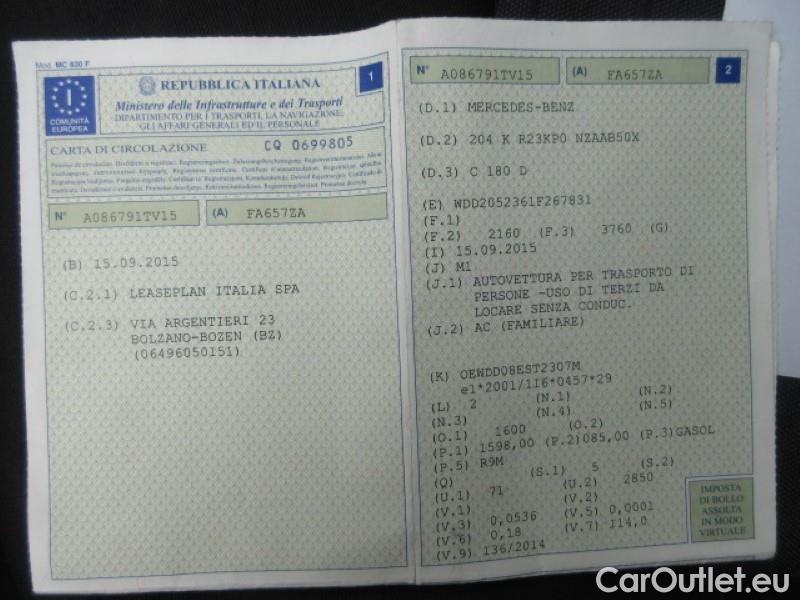 Mod. MC 820 F
1
REPUBBLICA ITALIANA
I
COMUNITÀ
EUROPEA
Ministero delle Infrastrutture e dei Trasporti
DIPARTIMENTO PER I TRASPORTI, LA NAVIGAZIONE,
GLI AFFARI GENERALI ED IL PERSONALE
CARTA DI CIRCOLAZIONE CQ 0699805
N° A086791TV15 (A) FA657ZA
(B) 15.09.2015
(C.2.1) LEASEPLAN ITALIA SPA
(C.2.3) VIA ARGENTIERI 23
BOLZANO-BOZEN (BZ)
(06496050151)
N° A086791TV15 (A) FA657ZA 2
(D.1) MERCEDES-BENZ
(D.2) 204 K R23KP0 NZAAB50X
(D.3) C 180 D
(E) WDD2052361F267831
(F.1)
(F.2) 2160 (F.3) 3760 (G)
(I) 15.09.2015
(J) M1
(J.1) AUTOVETTURA PER TRASPORTO DI
PERSONE -USO DI TERZI DA
LOCARE SENZA CONDUC.
(J.2) AC (FAMILIARE)
(K) OEWDD08EST2307M
e1*2001/116*0457*29
(L) 2 (N.1) (N.2)
(N.3) (N.4) (N.5)
(O.1) 1600 (O.2)
(P.1) 1598,00 (P.2)085,00 (P.3)GASOL
(P.5) R9M
(Q) (S.1) 5 (S.2)
(U.1) 71 (U.2) 2850
(V.1) (V.2)
(V.3) 0,0536 (V.5) 0,0001
(V.6) 0,18 (V.7) 114,0
(V.9) 136/2014
IMPOSTA
DI BOLLO
ASSOLTA
IN MODO
VIRTUALE
CarOutlet.eu